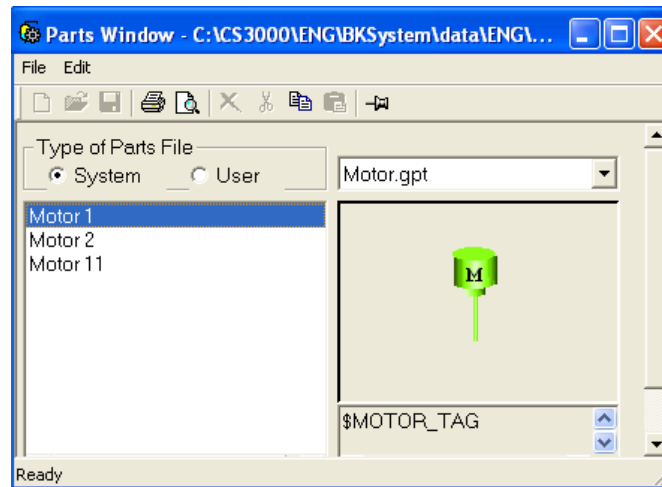 Parts Window - C:\CS3000\ENG\BKSystem\data\ENG\...
File Edit
Type of Parts File
System User
Motor.gpt
Motor 1
Motor 2
Motor 11
M
$MOTOR_TAG
Ready